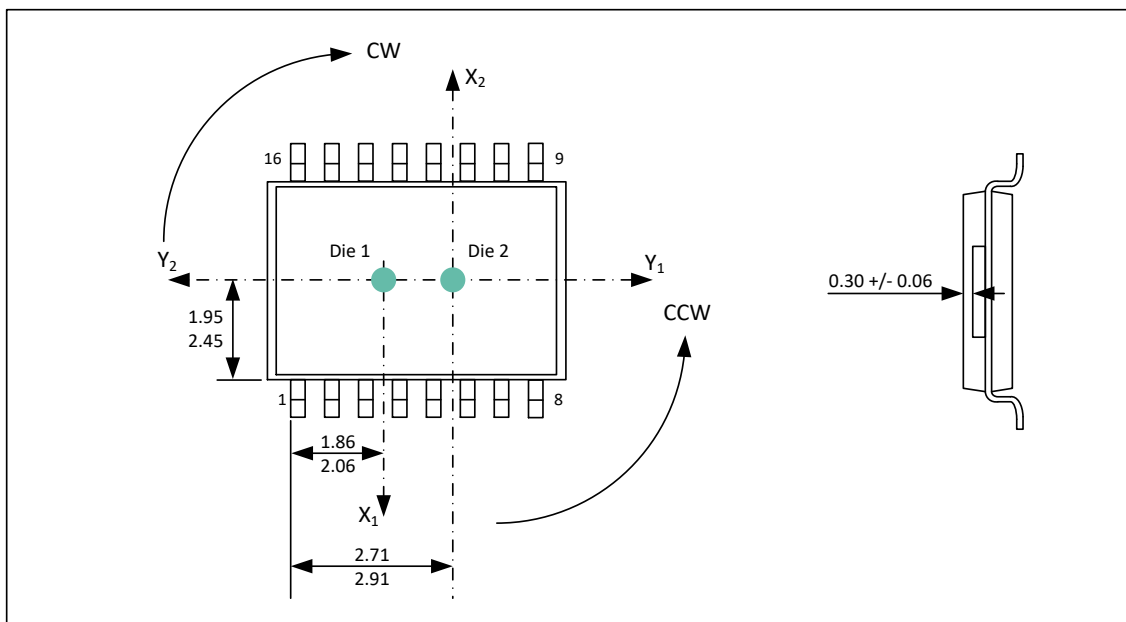 CW
X₂
16
9
Die 1
Die 2
Y₂
Y₁
0.30 +/- 0.06
1.95
2.45
CCW
1
8
1.86
2.06
X₁
2.71
2.91